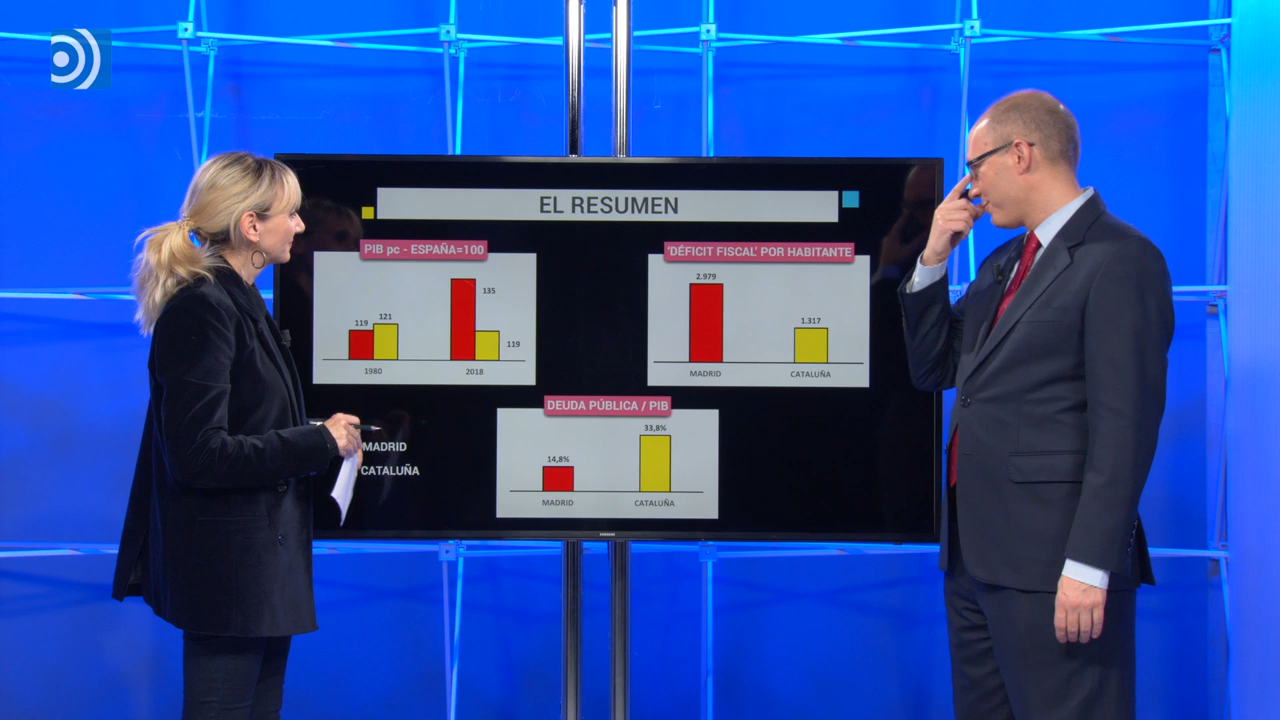 EL RESUMEN
PIB pc - ESPAÑA=100
119
121
135
119
1980
2018
'DÉFICIT FISCAL' POR HABITANTE
2.979
1.317
MADRID
CATALUÑA
DEUDA PÚBLICA / PIB
14,8%
33,8%
MADRID
CATALUÑA
MADRID
CATALUÑA
SAMSUNG